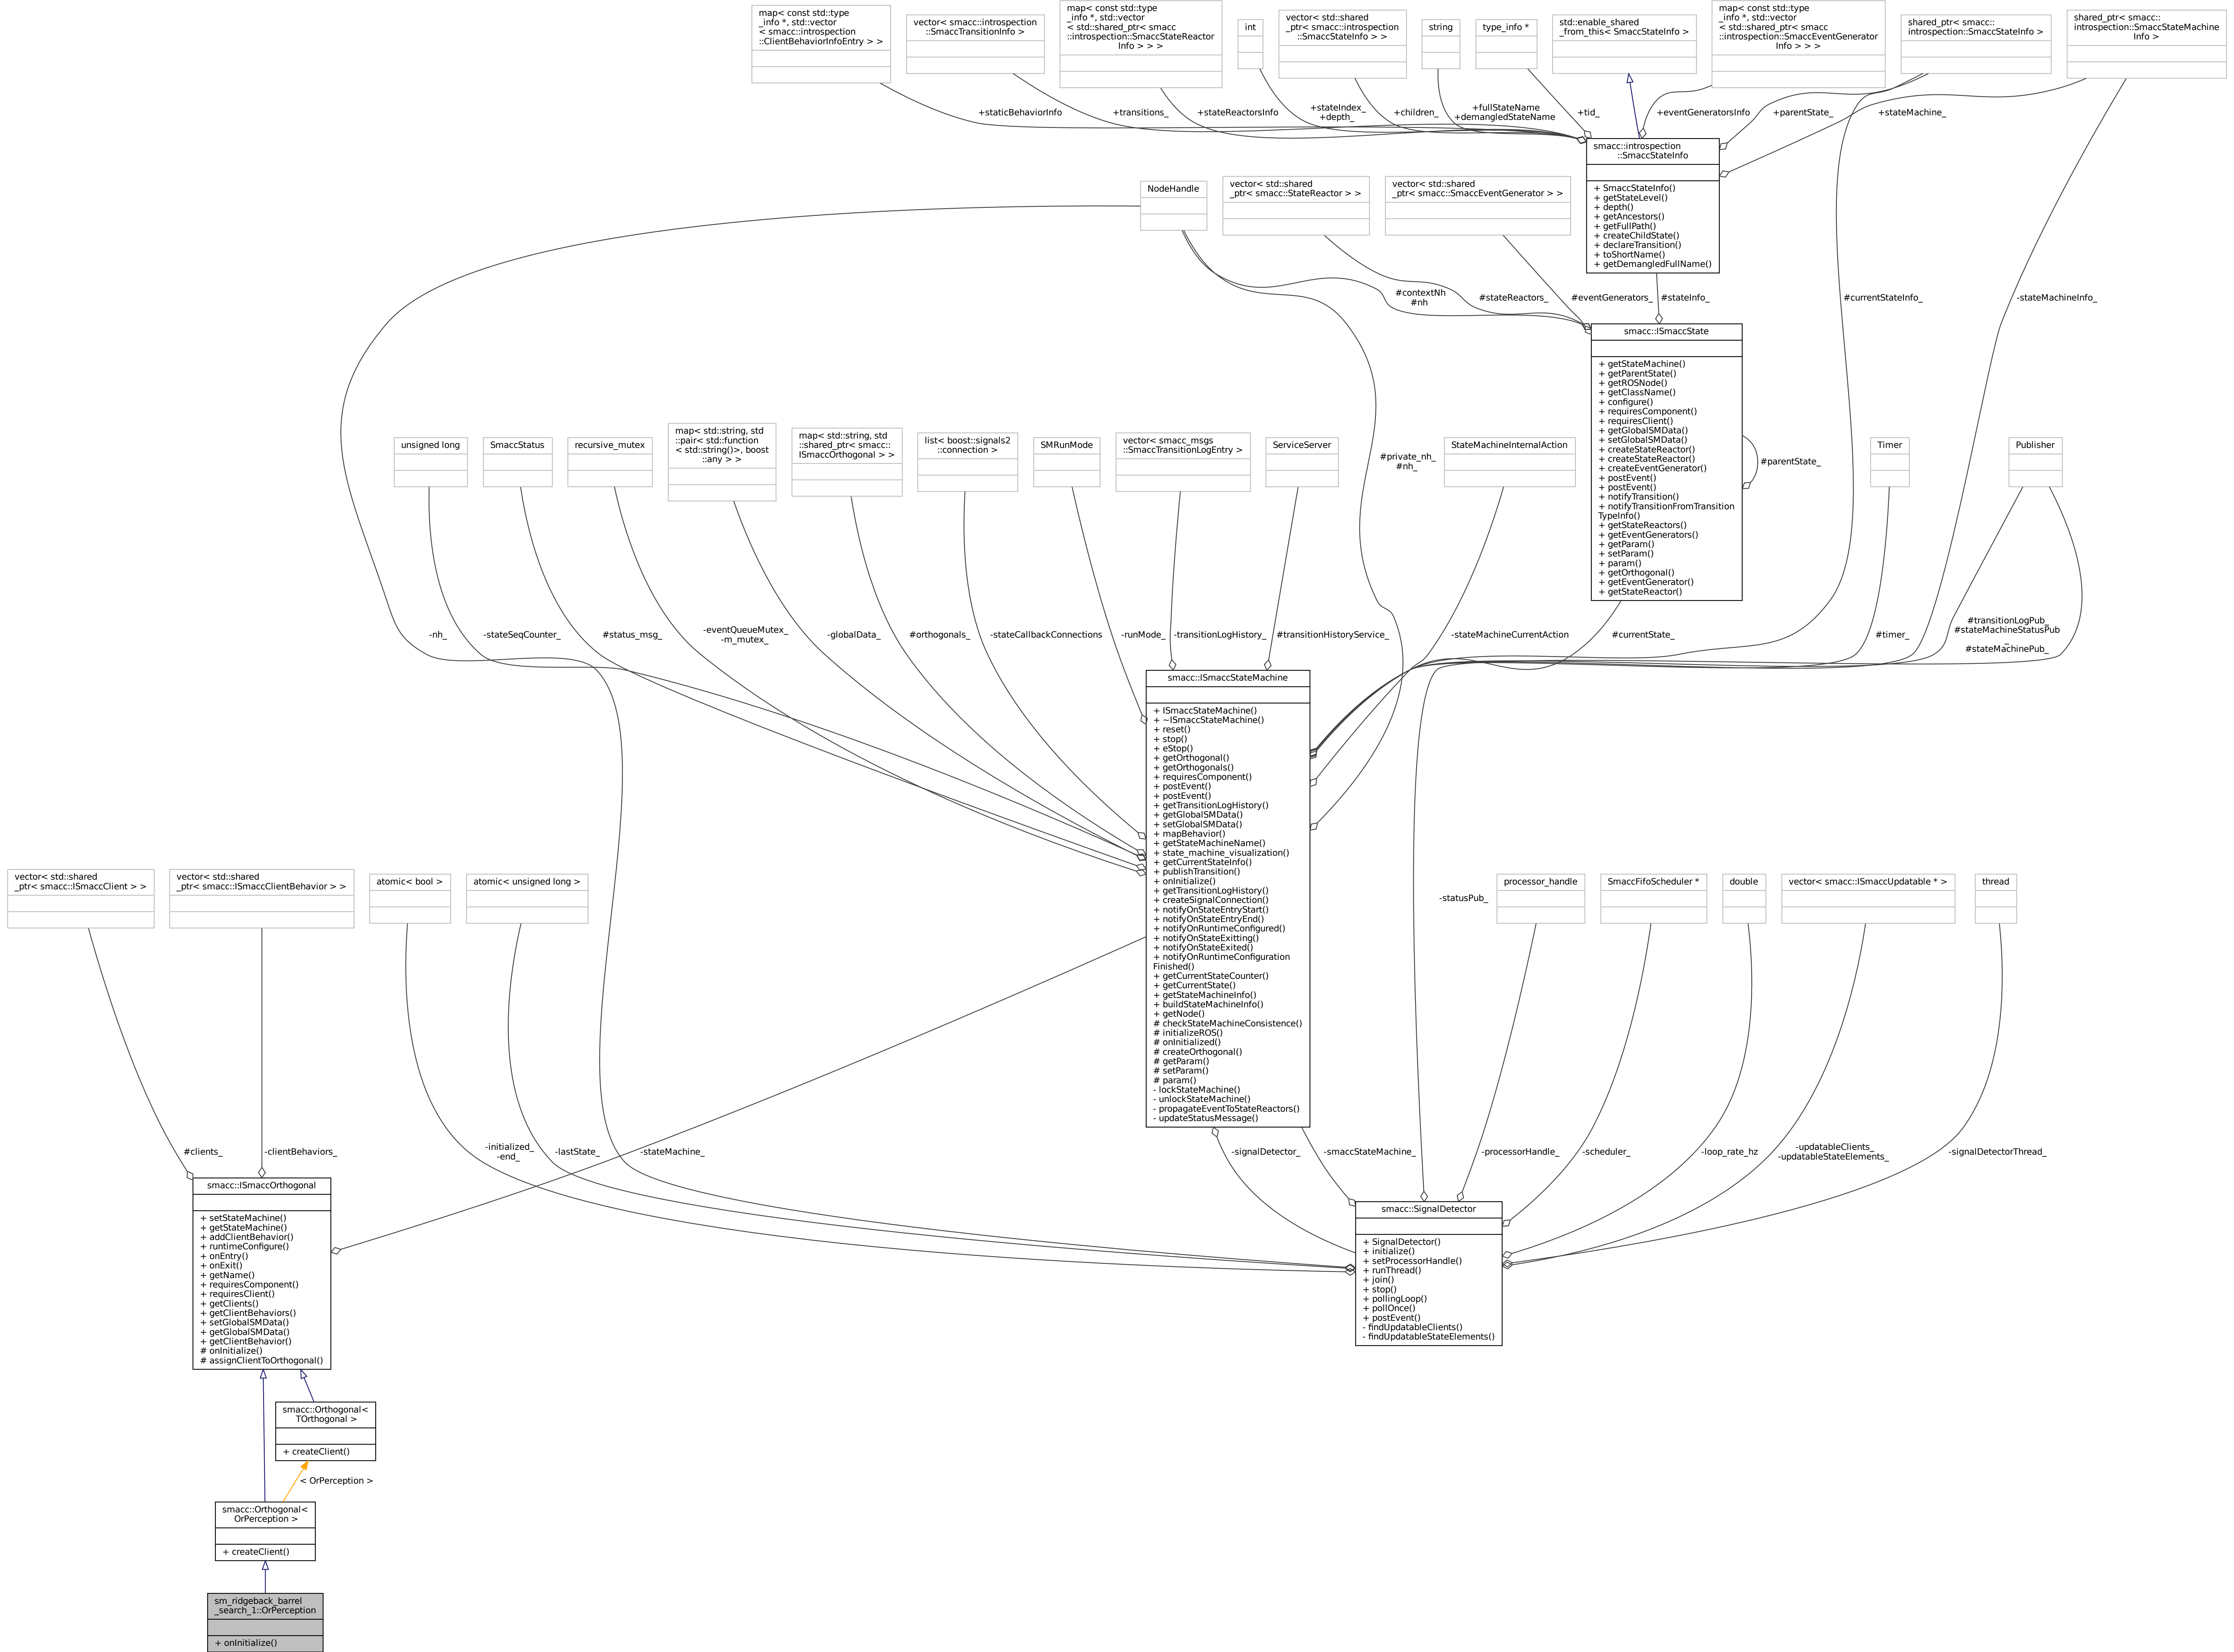 map< const std::type
_info *, std::vector
< smacc::introspection
::ClientBehaviorInfoEntry > >
vector< smacc::introspection
::SmaccTransitionInfo >
map< const std::type
_info *, std::vector
< std::shared_ptr< smacc
::introspection::SmaccStateReactor
Info > > >
int
vector< std::shared
_ptr< smacc::introspection
::SmaccStateInfo > >
string
type_info *
std::enable_shared
_from_this< SmaccStateInfo >
map< const std::type
_info *, std::vector
< std::shared_ptr< smacc
::introspection::SmaccEventGenerator
Info > > >
shared_ptr< smacc::
introspection::SmaccStateInfo >
shared_ptr< smacc::
introspection::SmaccStateMachine
Info >
+staticBehaviorInfo
+transitions_
+stateReactorsInfo
+stateIndex_
+depth_
+children_
+fullStateName
+demangledStateName
+tid_
+eventGeneratorsInfo
+parentState_
+stateMachine_
smacc::introspection
::SmaccStateInfo
+ SmaccStateInfo()
+ getStateLevel()
+ depth()
+ getAncestors()
+ getFullPath()
+ createChildState()
+ declareTransition()
+ toShortName()
+ getDemangledFullName()
NodeHandle
vector< std::shared
_ptr< smacc::StateReactor > >
vector< std::shared
_ptr< smacc::SmaccEventGenerator > >
#contextNh
#nh
#stateReactors_
#eventGenerators_
#stateInfo_
#currentStateInfo_
-stateMachineInfo_
smacc::ISmaccState
+ getStateMachine()
+ getParentState()
+ getROSNode()
+ getClassName()
+ configure()
+ requiresComponent()
+ requiresClient()
+ getGlobalSMData()
+ setGlobalSMData()
+ createStateReactor()
+ createStateReactor()
+ createEventGenerator()
+ postEvent()
+ postEvent()
+ notifyTransition()
+ notifyTransitionFromTransition
TypeInfo()
+ getStateReactors()
+ getEventGenerators()
+ getParam()
+ setParam()
+ param()
+ getOrthogonal()
+ getEventGenerator()
+ getStateReactor()
#parentState_
unsigned long
SmaccStatus
recursive_mutex
map< std::string, std
::pair< std::function
< std::string()>, boost
::any > >
map< std::string, std
::shared_ptr< smacc::
ISmaccOrthogonal > >
list< boost::signals2
::connection >
SMRunMode
vector< smacc_msgs
::SmaccTransitionLogEntry >
ServiceServer
#private_nh_
#nh_
StateMachineInternalAction
Timer
Publisher
-nh_
-stateSeqCounter_
#status_msg_
-eventQueueMutex_
-m_mutex_
-globalData_
#orthogonals_
-stateCallbackConnections
-runMode_
-transitionLogHistory_
#transitionHistoryService_
-stateMachineCurrentAction
#currentState_
#timer_
#transitionLogPub_
#stateMachineStatusPub
_
#stateMachinePub_
smacc::ISmaccStateMachine
+ ISmaccStateMachine()
+ ~ISmaccStateMachine()
+ reset()
+ stop()
+ eStop()
+ getOrthogonal()
+ getOrthogonals()
+ requiresComponent()
+ postEvent()
+ postEvent()
+ getTransitionLogHistory()
+ getGlobalSMData()
+ setGlobalSMData()
+ mapBehavior()
+ getStateMachineName()
+ state_machine_visualization()
+ getCurrentStateInfo()
+ publishTransition()
+ onInitialize()
+ getTransitionLogHistory()
+ createSignalConnection()
+ notifyOnStateEntryStart()
+ notifyOnStateEntryEnd()
+ notifyOnRuntimeConfigured()
+ notifyOnStateExitting()
+ notifyOnStateExited()
+ notifyOnRuntimeConfiguration
Finished()
+ getCurrentStateCounter()
+ getCurrentState()
+ getStateMachineInfo()
+ buildStateMachineInfo()
+ getNode()
# checkStateMachineConsistence()
# initializeROS()
# onInitialized()
# createOrthogonal()
# getParam()
# setParam()
# param()
- lockStateMachine()
- unlockStateMachine()
- propagateEventToStateReactors()
- updateStatusMessage()
vector< std::shared
_ptr< smacc::ISmaccClient > >
vector< std::shared
_ptr< smacc::ISmaccClientBehavior > >
atomic< bool >
atomic< unsigned long >
-statusPub_
processor_handle
SmaccFifoScheduler *
double
vector< smacc::ISmaccUpdatable * >
thread
#clients_
-clientBehaviors_
-initialized_
-end_
-lastState_
-stateMachine_
-signalDetector_
-smaccStateMachine_
-processorHandle_
-scheduler_
-loop_rate_hz
-updatableClients_
-updatableStateElements_
-signalDetectorThread_
smacc::ISmaccOrthogonal
+ setStateMachine()
+ getStateMachine()
+ addClientBehavior()
+ runtimeConfigure()
+ onEntry()
+ onExit()
+ getName()
+ requiresComponent()
+ requiresClient()
+ getClients()
+ getClientBehaviors()
+ setGlobalSMData()
+ getGlobalSMData()
+ getClientBehavior()
# onInitialize()
# assignClientToOrthogonal()
smacc::SignalDetector
+ SignalDetector()
+ initialize()
+ setProcessorHandle()
+ runThread()
+ join()
+ stop()
+ pollingLoop()
+ pollOnce()
+ postEvent()
- findUpdatableClients()
- findUpdatableStateElements()
smacc::Orthogonal<
TOrthogonal >
+ createClient()
< OrPerception >
smacc::Orthogonal<
OrPerception >
+ createClient()
sm_ridgeback_barrel
_search_1::OrPerception
+ onInitialize()